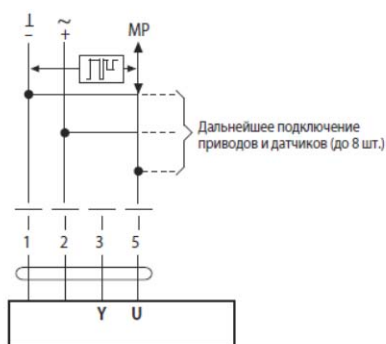 ⊥ ~ MP
− +
Дальнейшее подключение
приводов и датчиков (до 8 шт.)
1 2 3 5
Y U